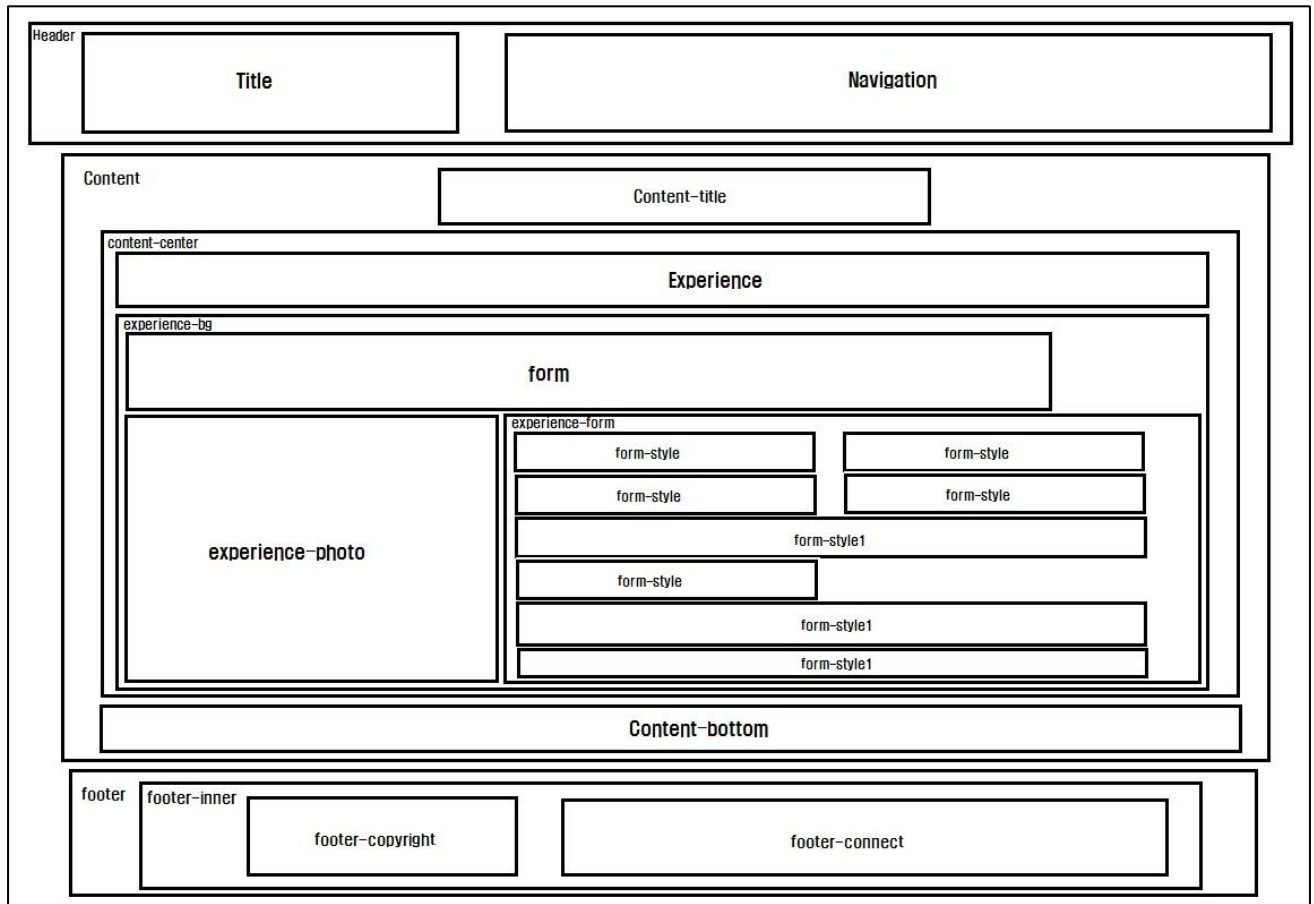 Header
Title
Navigation
Content
Content-title
content-center
Experience
experience-bg
form
experience-photo
experience-form
form-style
form-style
form-style
form-style
form-style1
form-style
form-style1
form-style1
Content-bottom
footer
footer-inner
footer-copyright
footer-connect